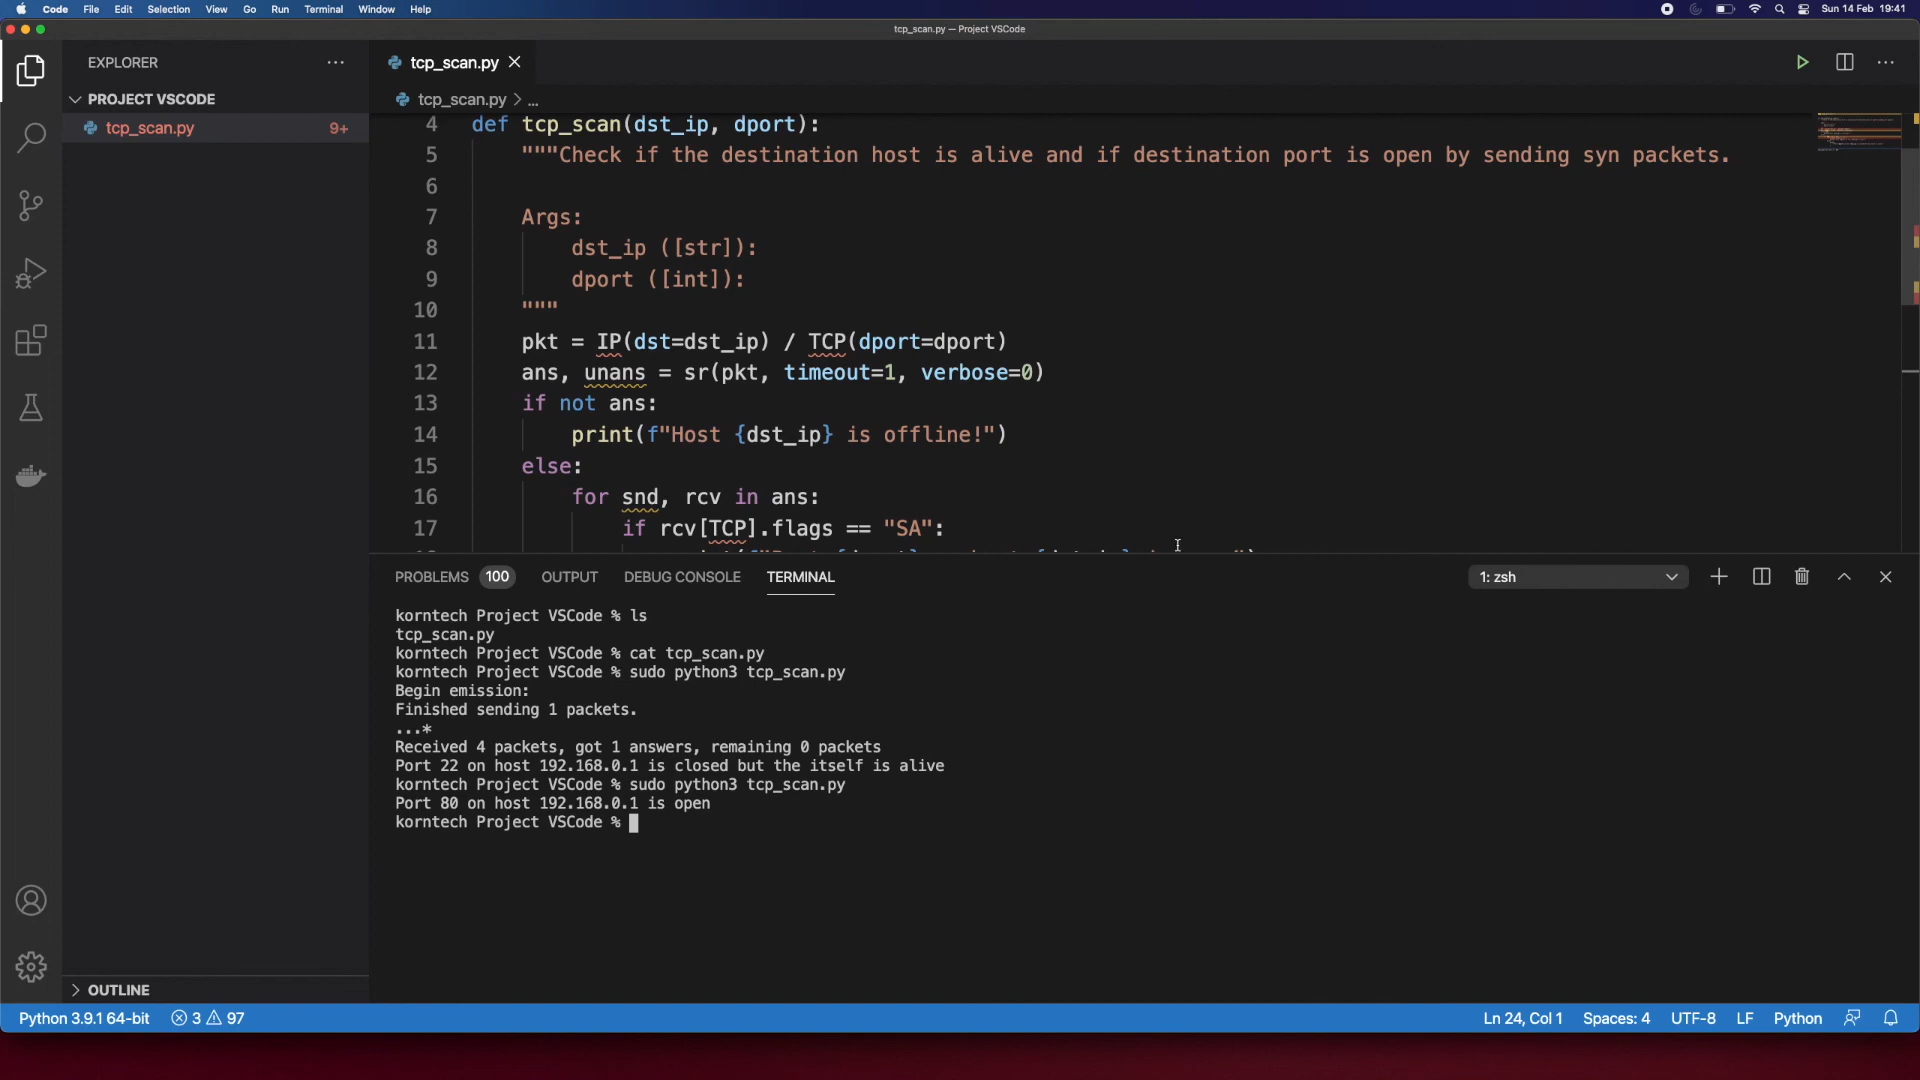 Code File Edit Selection View Go Run Terminal Window Help Sun 14 Feb 19:41
tcp_scan.py — Project VSCode
EXPLORER
tcp_scan.py
PROJECT VSCODE
tcp_scan.py > ...
tcp_scan.py 9+
4 def tcp_scan(dst_ip, dport):
5 """Check if the destination host is alive and if destination port is open by sending syn packets.
6
7 Args:
8 dst_ip ([str]):
9 dport ([int]):
10 """
11 pkt = IP(dst=dst_ip) / TCP(dport=dport)
12 ans, unans = sr(pkt, timeout=1, verbose=0)
13 if not ans:
14 print(f"Host {dst_ip} is offline!")
15 else:
16 for snd, rcv in ans:
17 if rcv[TCP].flags == "SA":
PROBLEMS 100 OUTPUT DEBUG CONSOLE TERMINAL 1: zsh
korntech Project VSCode % ls
tcp_scan.py
korntech Project VSCode % cat tcp_scan.py
korntech Project VSCode % sudo python3 tcp_scan.py
Begin emission:
Finished sending 1 packets.
...*
Received 4 packets, got 1 answers, remaining 0 packets
Port 22 on host 192.168.0.1 is closed but the itself is alive
korntech Project VSCode % sudo python3 tcp_scan.py
Port 80 on host 192.168.0.1 is open
korntech Project VSCode %
OUTLINE
Python 3.9.1 64-bit 3 97 Ln 24, Col 1 Spaces: 4 UTF-8 LF Python